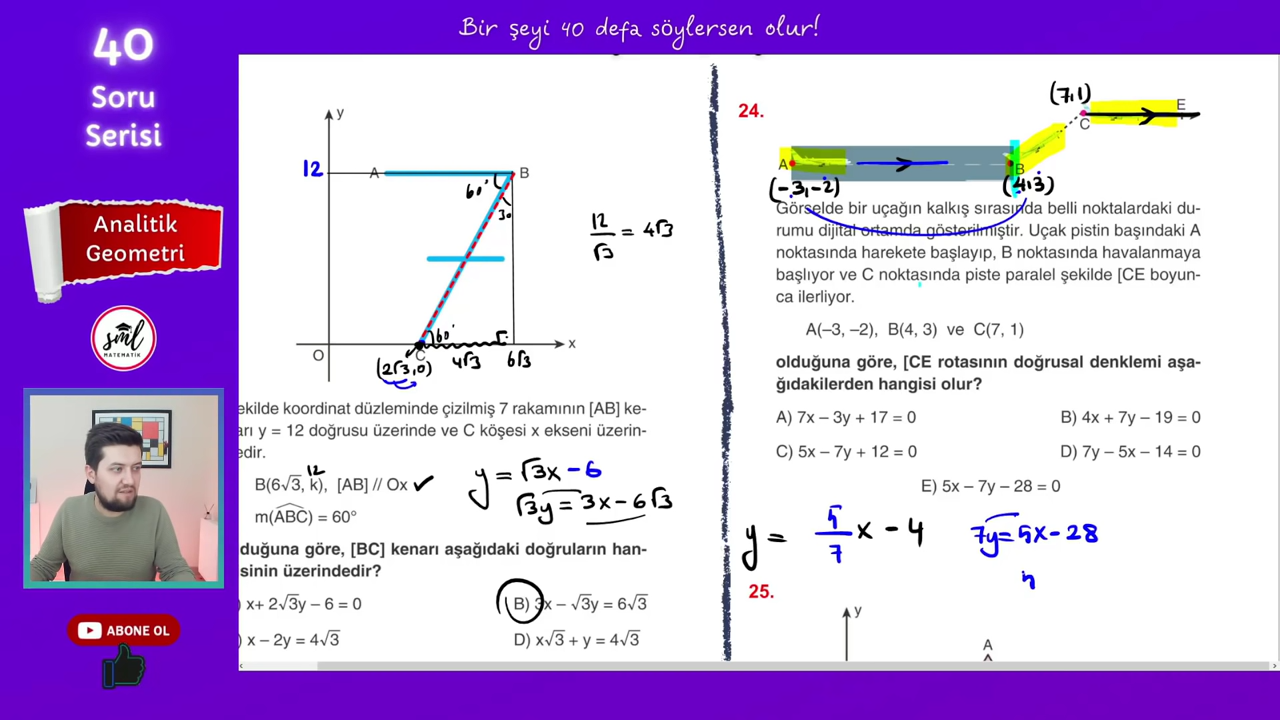 Bir şeyi 40 defa söylersen olur!
40
Soru
Serisi
Analitik
Geometri
sml
MATEMATİK
ABONE OL
y
12
A
B
60°
30
12/√3 = 4√3
60°
O
C
x
(2√3,0)
4√3
6√3
ekilde koordinat düzleminde çizilmiş 7 rakamının [AB] ke-
arı y = 12 doğrusu üzerinde ve C köşesi x ekseni üzerin-
edir.
12
B(6√3, k), [AB] // Ox ✓
m(ABC) = 60°
y = √3x - 6
√3y = 3x - 6√3
duğuna göre, [BC] kenarı aşağıdaki doğruların han-
sinin üzerindedir?
) x+ 2√3y – 6 = 0
B) 3x – √3y = 6√3
) x – 2y = 4√3
D) x√3 + y = 4√3
24.
(7,1)
E
C
A
B
(-3,-2)
(4,3)
Görselde bir uçağın kalkış sırasında belli noktalardaki du-
rumu dijital ortamda gösterilmiştir. Uçak pistin başındaki A
noktasında harekete başlayıp, B noktasında havalanmaya
başlıyor ve C noktasında piste paralel şekilde [CE boyun-
ca ilerliyor.
A(–3, –2), B(4, 3) ve C(7, 1)
olduğuna göre, [CE rotasının doğrusal denklemi aşa-
ğıdakilerden hangisi olur?
A) 7x – 3y + 17 = 0
B) 4x + 7y – 19 = 0
C) 5x – 7y + 12 = 0
D) 7y – 5x – 14 = 0
E) 5x – 7y – 28 = 0
y = 5/7 x - 4
7y = 5x - 28
25.
y
A